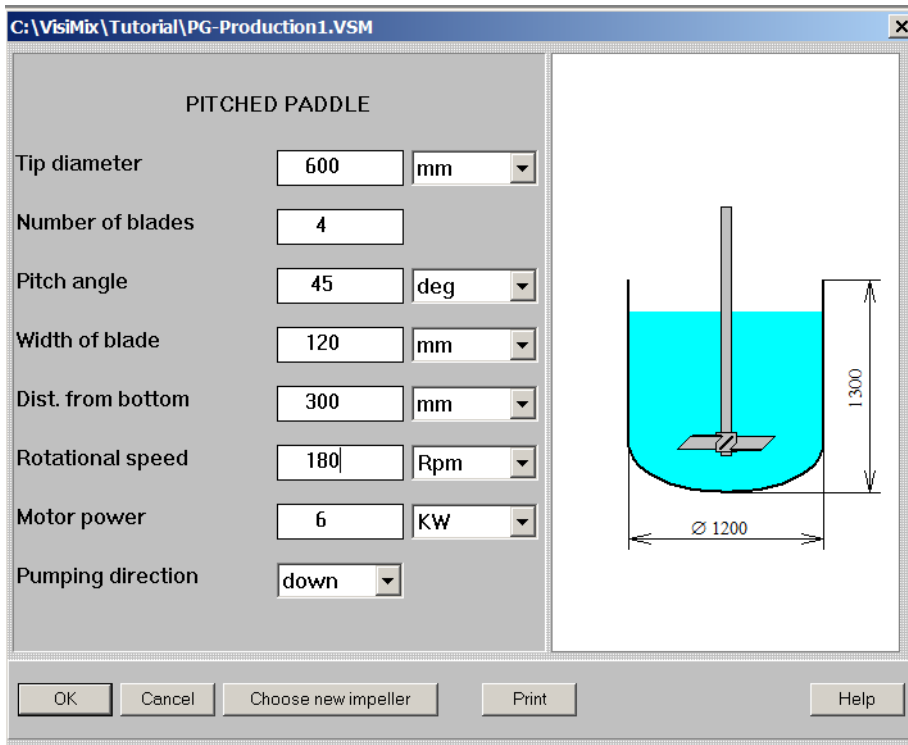 C:\VisiMix\Tutorial\PG-Production1.VSM
PITCHED PADDLE
Tip diameter 600 mm
Number of blades 4
Pitch angle 45 deg
Width of blade 120 mm
Dist. from bottom 300 mm
Rotational speed 180 Rpm
Motor power 6 KW
Pumping direction down
1300
∅ 1200
OK Cancel Choose new impeller Print Help